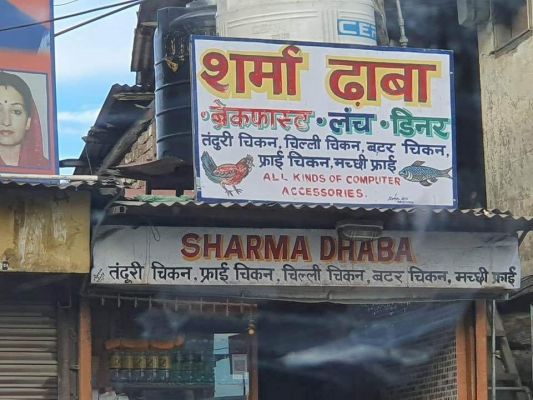 शर्मा ढ़ाबा
• ब्रेकफास्ट • लंच • डिनर
तंदुरी चिकन, चिल्ली चिकन, बटर चिकन,
फ्राई चिकन, मच्छी फ्राई
ALL KINDS OF COMPUTER
ACCESSORIES.
SHARMA DHABA
तंदूरी चिकन, फ्राई चिकन, चिल्ली चिकन, बटर चिकन, मच्छी फ्राई